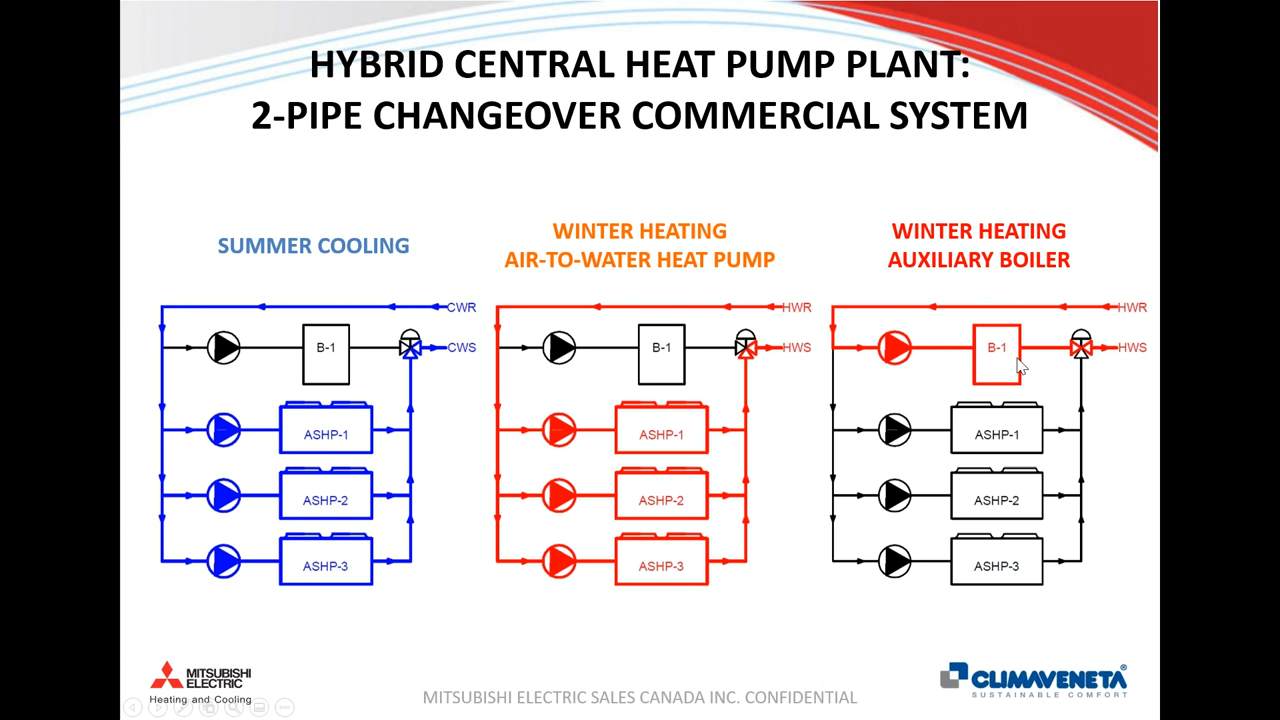 HYBRID CENTRAL HEAT PUMP PLANT:
2-PIPE CHANGEOVER COMMERCIAL SYSTEM
SUMMER COOLING
CWR
B-1
CWS
ASHP-1
ASHP-2
ASHP-3
WINTER HEATING
AIR-TO-WATER HEAT PUMP
HWR
B-1
HWS
ASHP-1
ASHP-2
ASHP-3
WINTER HEATING
AUXILIARY BOILER
HWR
B-1
HWS
ASHP-1
ASHP-2
ASHP-3
MITSUBISHI
ELECTRIC
Heating and Cooling
MITSUBISHI ELECTRIC SALES CANADA INC. CONFIDENTIAL
CLIMAVENETA®
SUSTAINABLE COMFORT